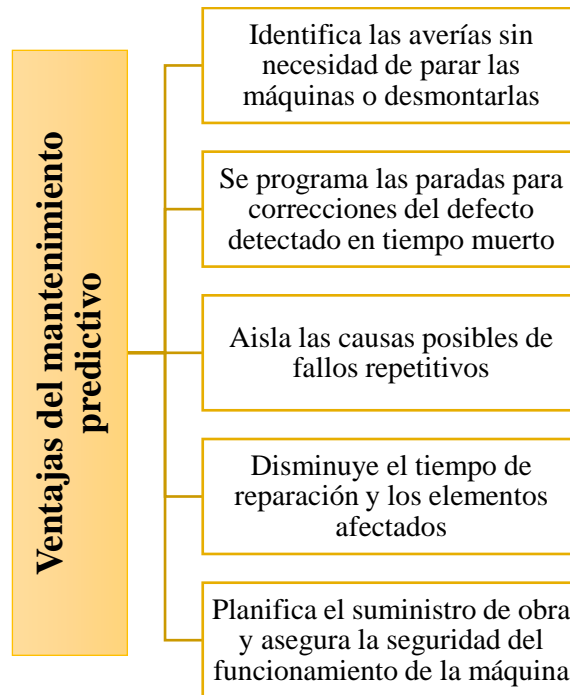 Ventajas del mantenimiento
predictivo
Identifica las averías sin
necesidad de parar las
máquinas o desmontarlas
Se programa las paradas para
correcciones del defecto
detectado en tiempo muerto
Aisla las causas posibles de
fallos repetitivos
Disminuye el tiempo de
reparación y los elementos
afectados
Planifica el suministro de obra
y asegura la seguridad del
funcionamiento de la máquina